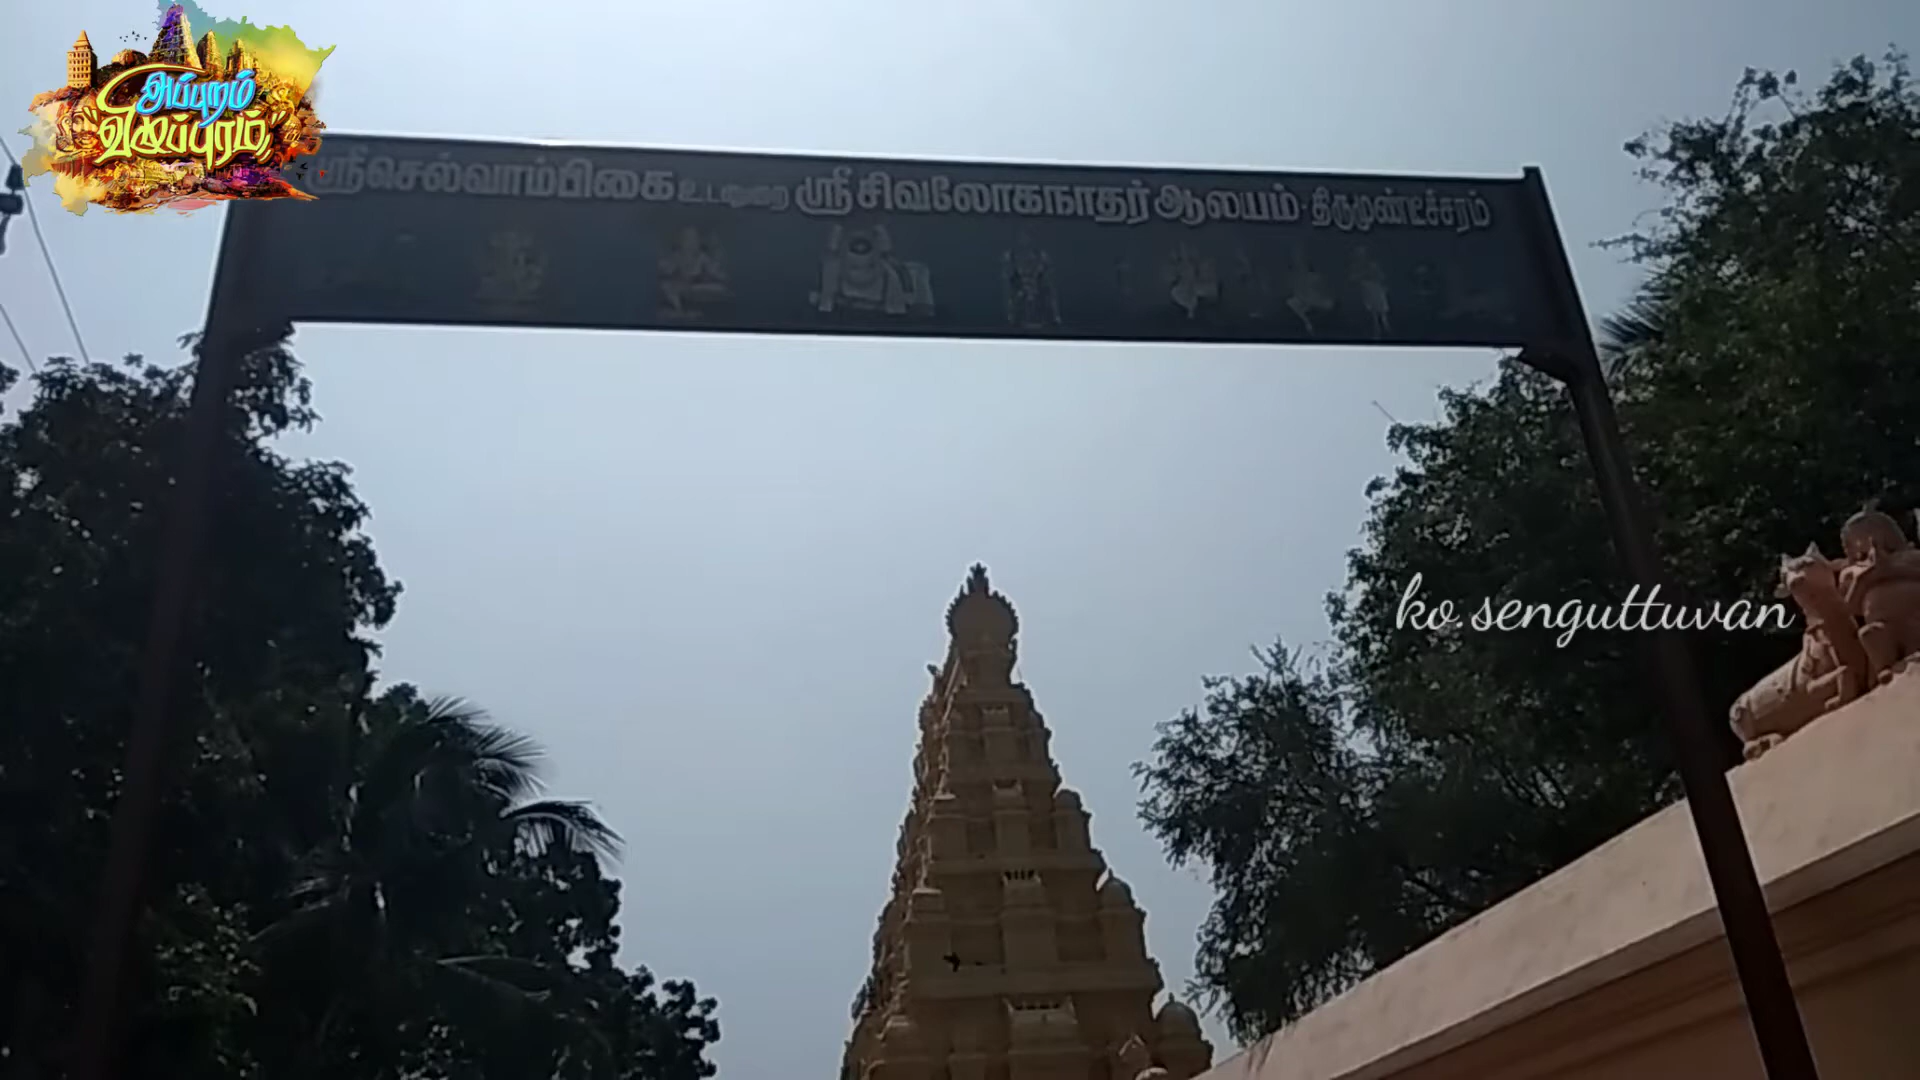 அப்புறம்
"விழுப்புரம்"
ஸ்ரீசெல்வாம்பிகை உடனுறை ஸ்ரீ சிவலோகநாதர் ஆலயம் - திருமுண்டீச்சரம்
ko.senguttuvan